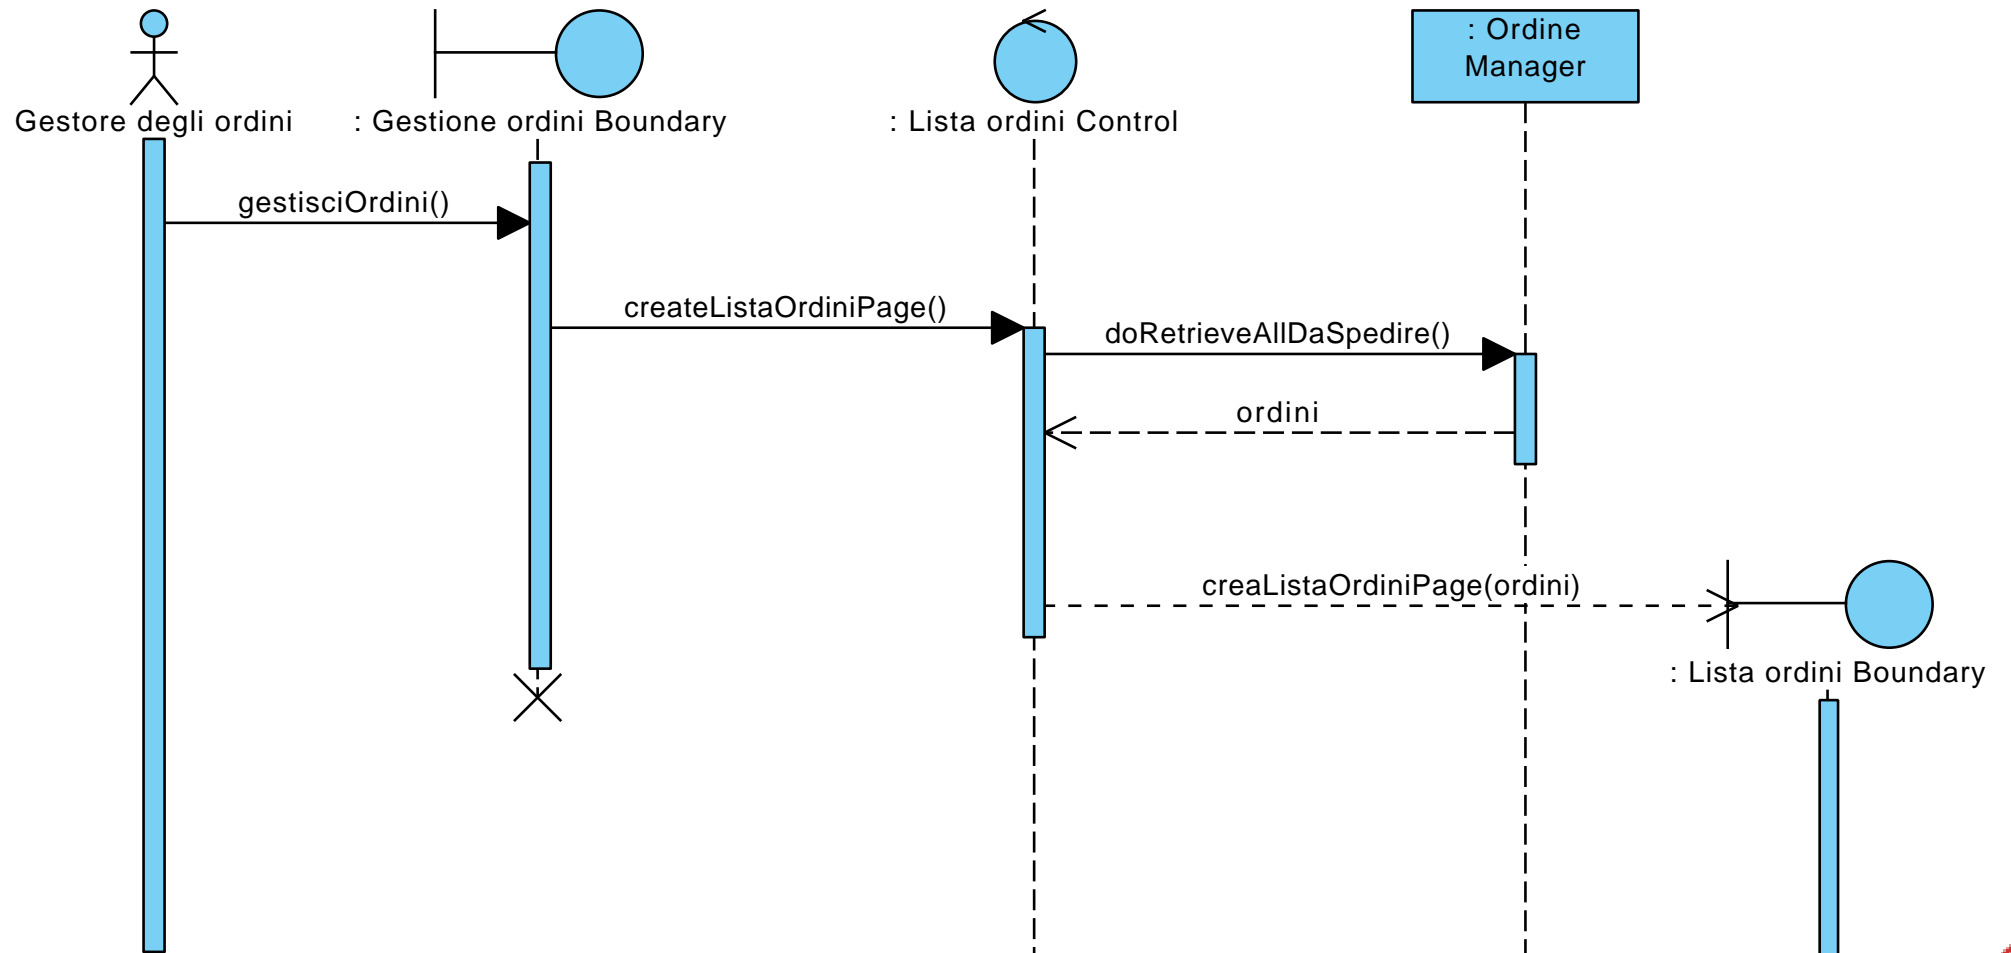 : Ordine
Manager
Gestore degli ordini
: Gestione ordini Boundary
: Lista ordini Control
gestisciOrdini()
createListaOrdiniPage()
doRetrieveAllDaSpedire()
ordini
creaListaOrdiniPage(ordini)
: Lista ordini Boundary